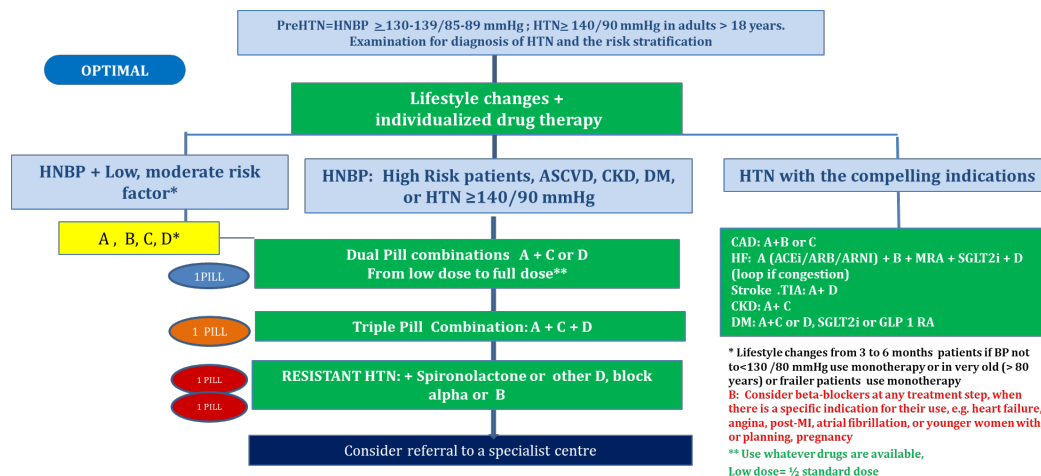 PreHTN=HNBP ≥130-139/85-89 mmHg ; HTN≥ 140/90 mmHg in adults > 18 years.
Examination for diagnosis of HTN and the risk stratification
OPTIMAL
Lifestyle changes +
individualized drug therapy
HNBP + Low, moderate risk
factor*
HNBP: High Risk patients, ASCVD, CKD, DM,
or HTN ≥140/90 mmHg
HTN with the compelling indications
A , B, C, D*
Dual Pill combinations A + C or D
From low dose to full dose**
1PILL
Triple Pill Combination: A + C + D
1 PILL
RESISTANT HTN: + Spironolactone or other D, block
alpha or B
1 PILL
1 PILL
Consider referral to a specialist centre
CAD: A+B or C
HF: A (ACEi/ARB/ARNI) + B + MRA + SGLT2i + D
(loop if congestion)
Stroke .TIA: A+ D
CKD: A+ C
DM: A+C or D, SGLT2i or GLP 1 RA
* Lifestyle changes from 3 to 6 months patients if BP not
to<130 /80 mmHg use monotherapy or in very old (> 80
years) or frailer patients use monotherapy
B: Consider beta-blockers at any treatment step, when
there is a specific indication for their use, e.g. heart failure,
angina, post-MI, atrial fibrillation, or younger women with
or planning, pregnancy
** Use whatever drugs are available,
Low dose= ½ standard dose